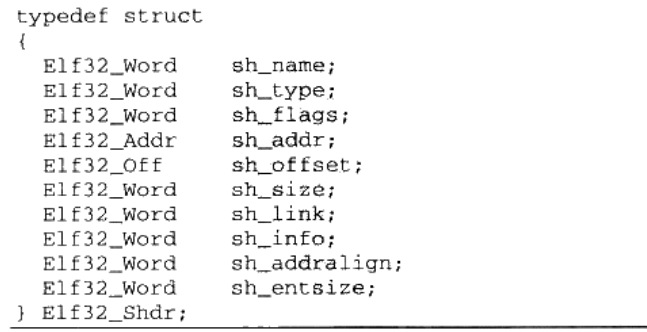 typedef struct
{
  Elf32_Word    sh_name;
  Elf32_Word    sh_type;
  Elf32_Word    sh_flags;
  Elf32_Addr    sh_addr;
  Elf32_Off     sh_offset;
  Elf32_Word    sh_size;
  Elf32_Word    sh_link;
  Elf32_Word    sh_info;
  Elf32_Word    sh_addralign;
  Elf32_Word    sh_entsize;
} Elf32_Shdr;